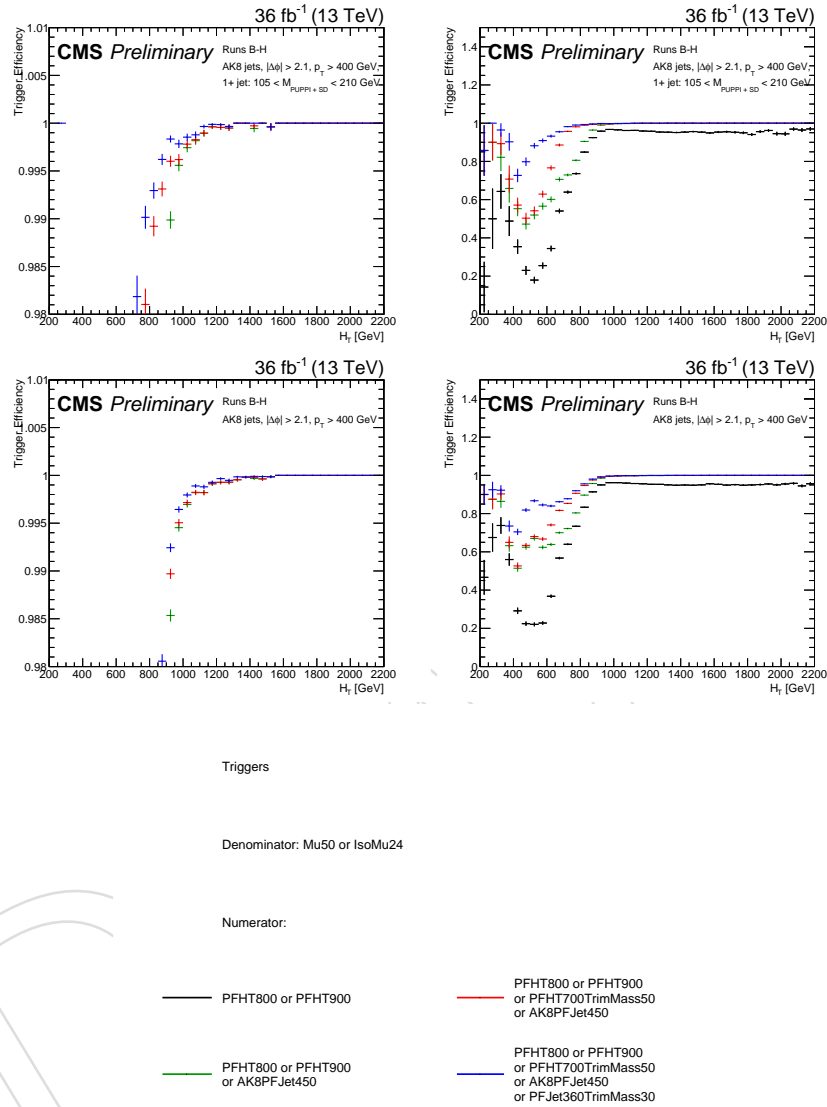 36 fb-1 (13 TeV)
Trigger Efficiency
1.01
1.005
1
0.995
0.99
0.985
0.98
CMS Preliminary
Runs B-H
AK8 jets, |Δφ| > 2.1, pT > 400 GeV,
1+ jet: 105 < M PUPPI + SD < 210 GeV
200 400 600 800 1000 1200 1400 1600 1800 2000 2200
HT [GeV]
36 fb-1 (13 TeV)
Trigger Efficiency
1.4
1.2
1
0.8
0.6
0.4
0.2
0
CMS Preliminary
Runs B-H
AK8 jets, |Δφ| > 2.1, pT > 400 GeV,
1+ jet: 105 < M PUPPI + SD < 210 GeV
200 400 600 800 1000 1200 1400 1600 1800 2000 2200
HT [GeV]
36 fb-1 (13 TeV)
Trigger Efficiency
1.01
1.005
1
0.995
0.99
0.985
0.98
CMS Preliminary
Runs B-H
AK8 jets, |Δφ| > 2.1, pT > 400 GeV
200 400 600 800 1000 1200 1400 1600 1800 2000 2200
HT [GeV]
36 fb-1 (13 TeV)
Trigger Efficiency
1.4
1.2
1
0.8
0.6
0.4
0.2
0
CMS Preliminary
Runs B-H
AK8 jets, |Δφ| > 2.1, pT > 400 GeV
200 400 600 800 1000 1200 1400 1600 1800 2000 2200
HT [GeV]
Triggers
Denominator: Mu50 or IsoMu24
Numerator:
PFHT800 or PFHT900
PFHT800 or PFHT900
or PFHT700TrimMass50
or AK8PFJet450
PFHT800 or PFHT900
or AK8PFJet450
PFHT800 or PFHT900
or PFHT700TrimMass50
or AK8PFJet450
or PFJet360TrimMass30